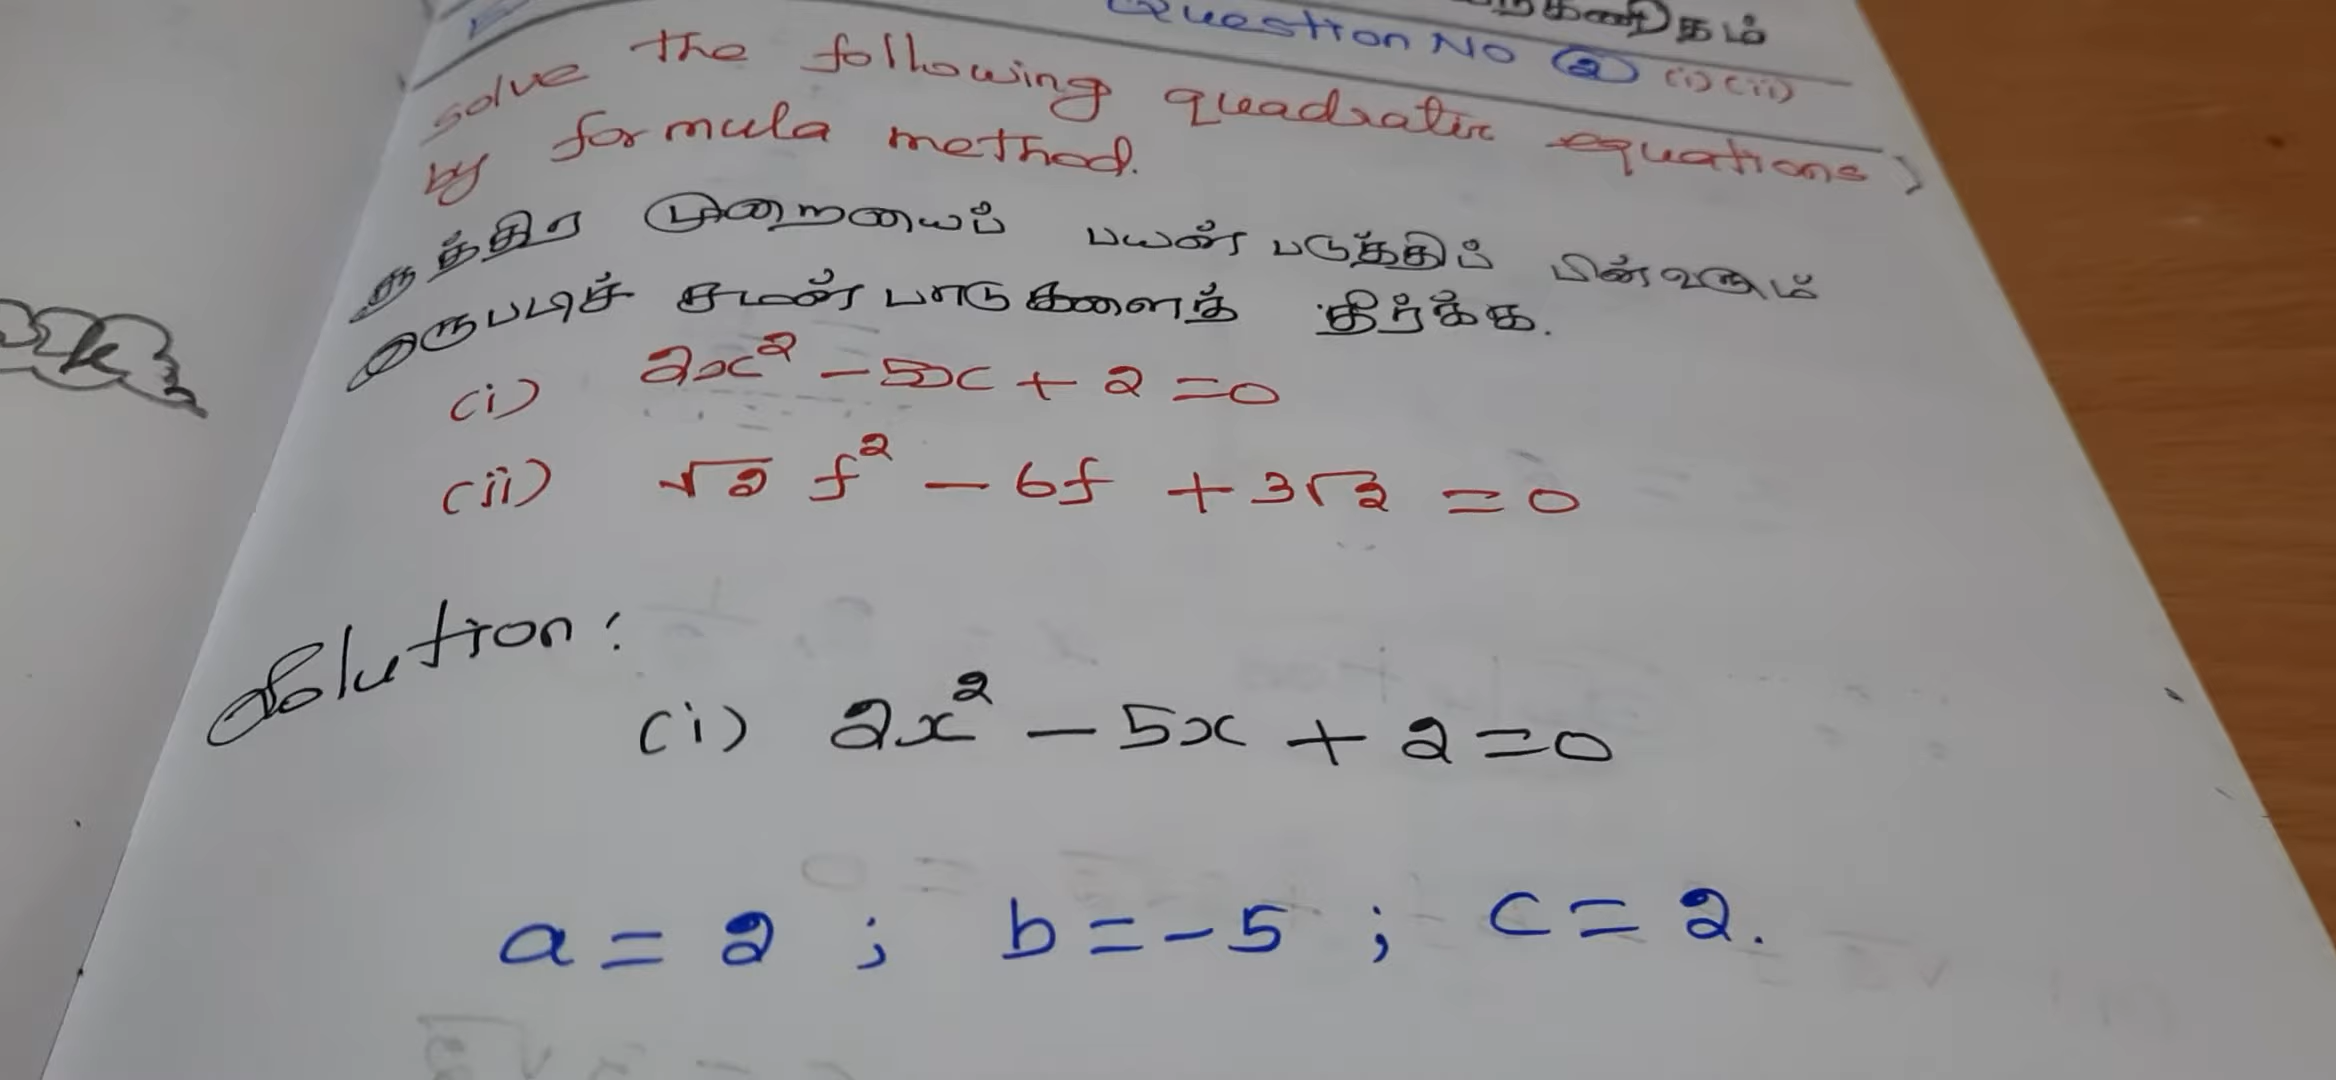 Question No 2 (i) (ii)
solve the following quadratic equations
by formula method.
சூத்திர முறையைப் பயன் படுத்திப் பின்வரும்
இருபடிச் சமன் பாடுகளைத் தீர்க்க.
(i) 2x² - 5x + 2 = 0
(ii) √2 f² - 6f + 3√2 = 0
Solution:
(i) 2x² - 5x + 2 = 0
a = 2 ; b = -5 ; c = 2.